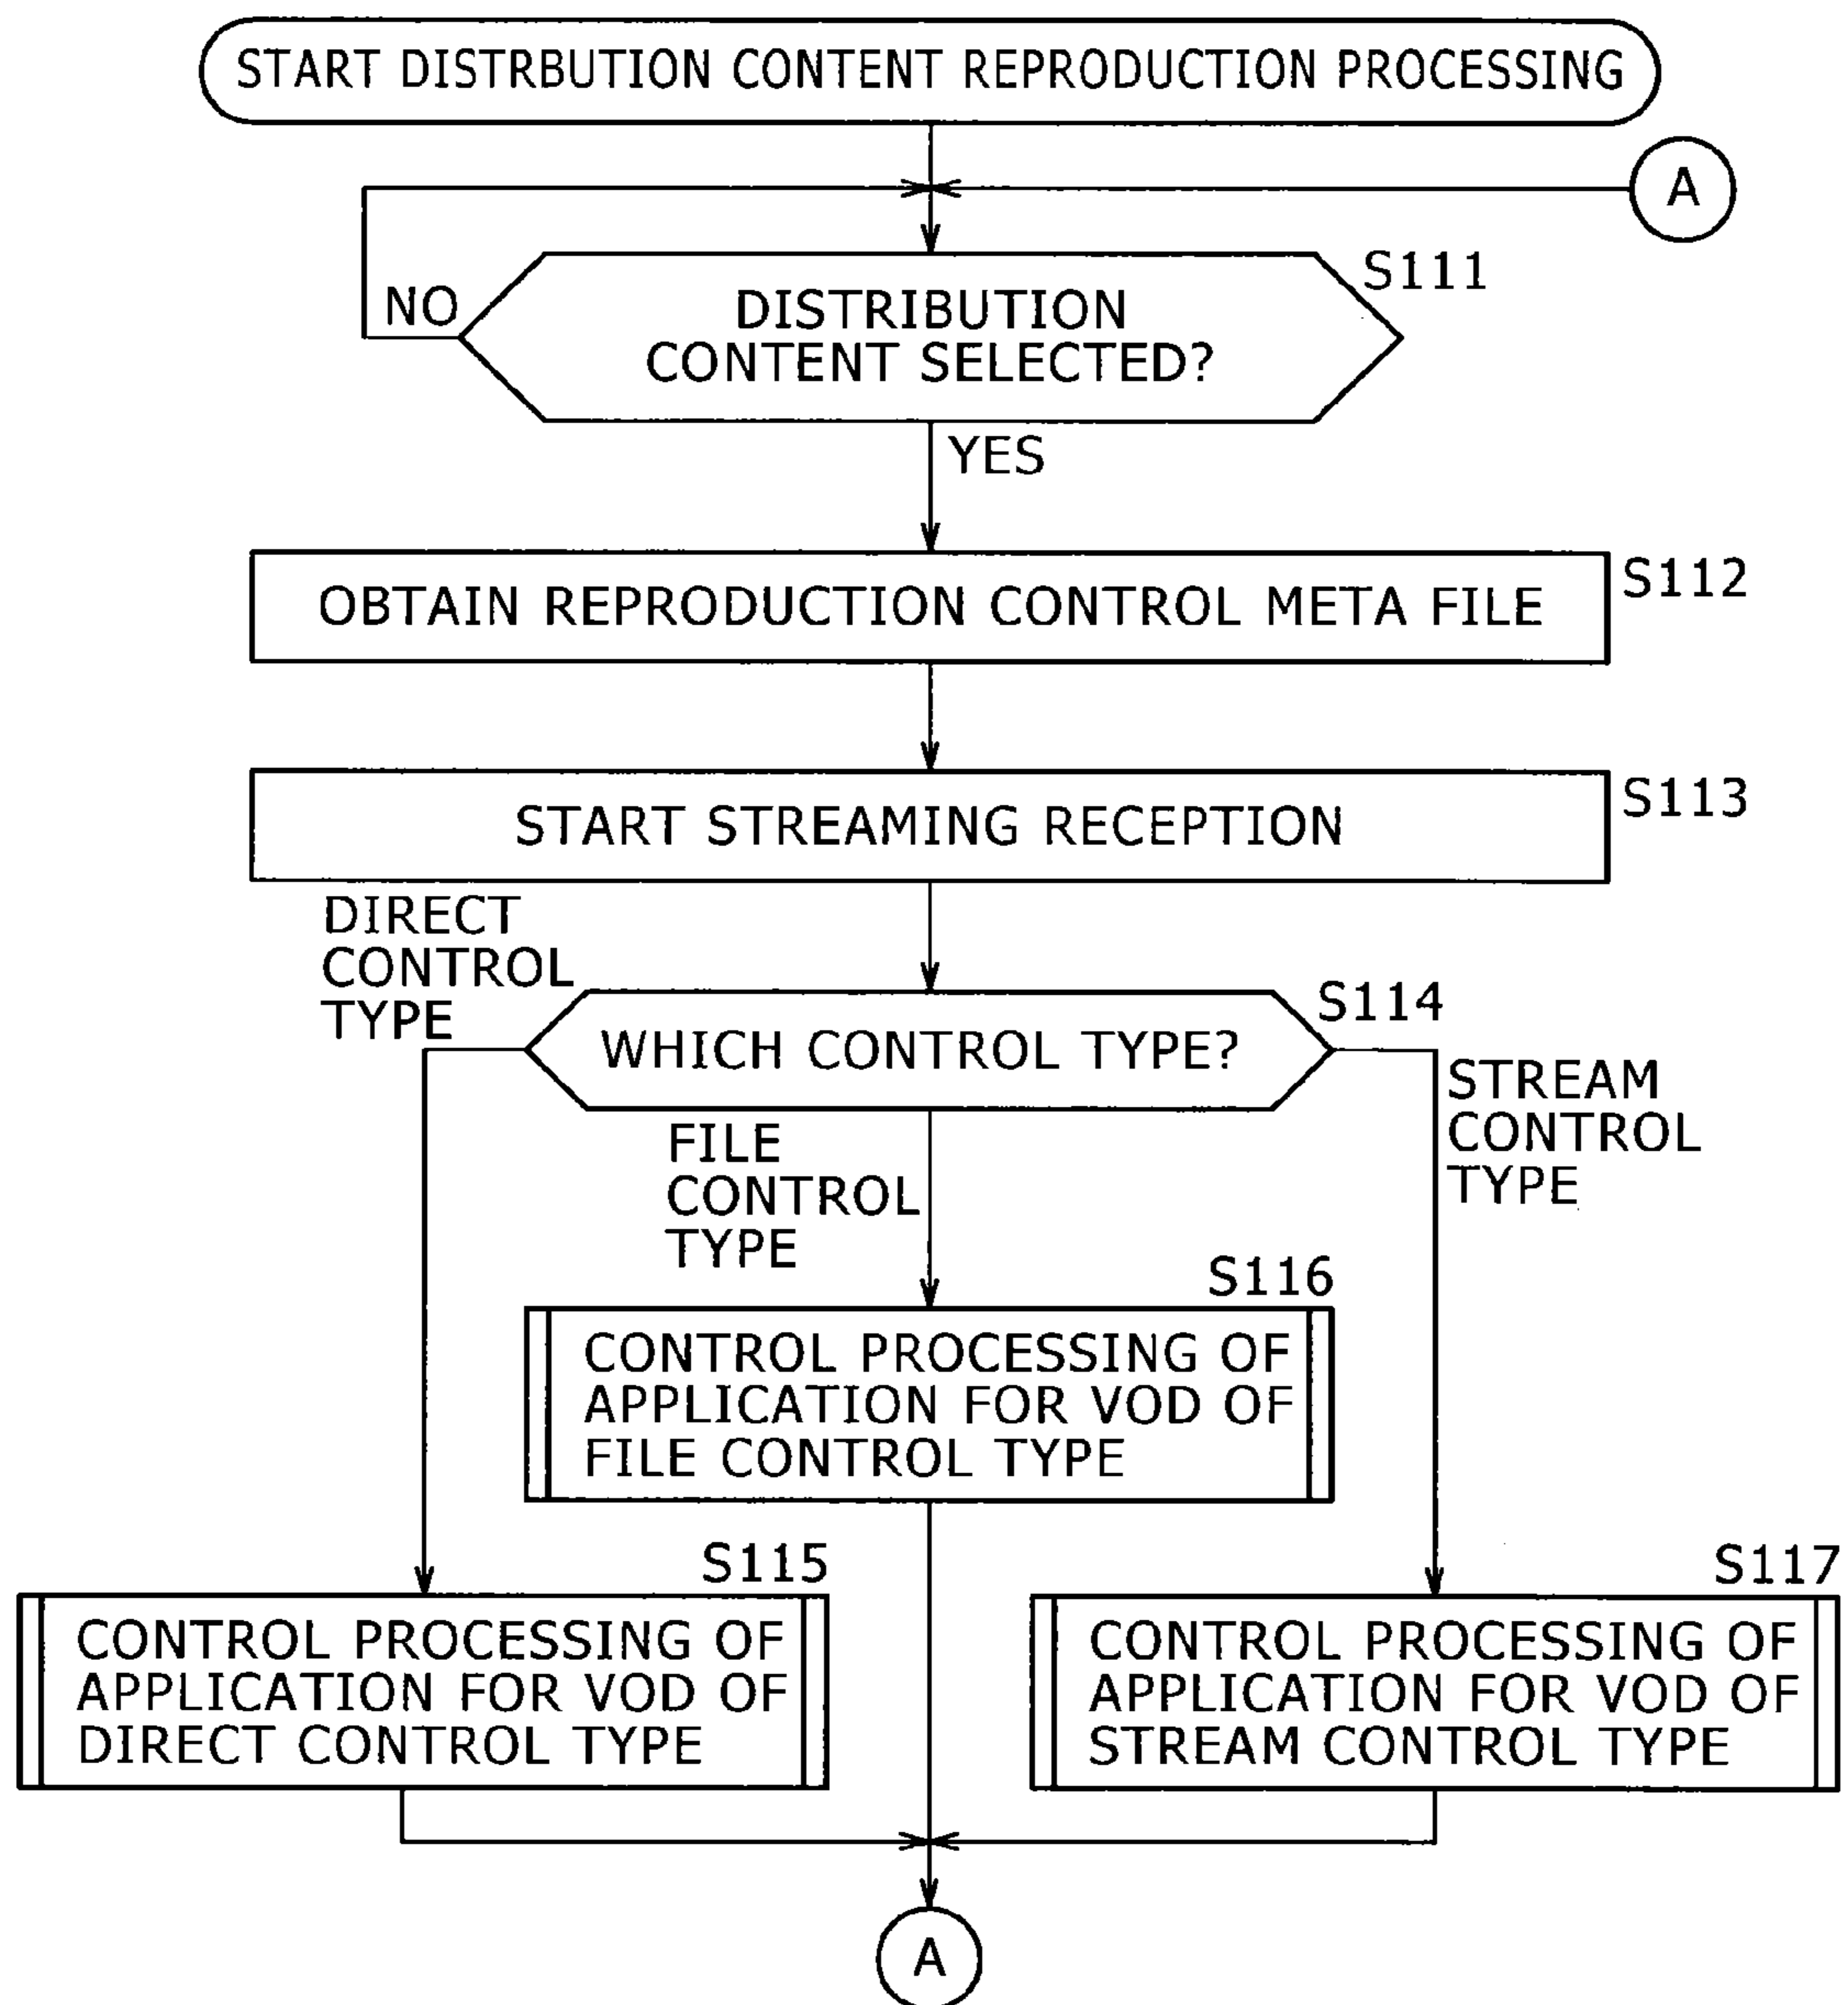 START DISTRBUTION CONTENT REPRODUCTION PROCESSING
A
S111
NO
DISTRIBUTION
CONTENT SELECTED?
YES
S112
OBTAIN REPRODUCTION CONTROL META FILE
S113
START STREAMING RECEPTION
DIRECT
CONTROL
TYPE
S114
WHICH CONTROL TYPE?
STREAM
CONTROL
TYPE
FILE
CONTROL
TYPE
S116
CONTROL PROCESSING OF
APPLICATION FOR VOD OF
FILE CONTROL TYPE
S115
CONTROL PROCESSING OF
APPLICATION FOR VOD OF
DIRECT CONTROL TYPE
S117
CONTROL PROCESSING OF
APPLICATION FOR VOD OF
STREAM CONTROL TYPE
A